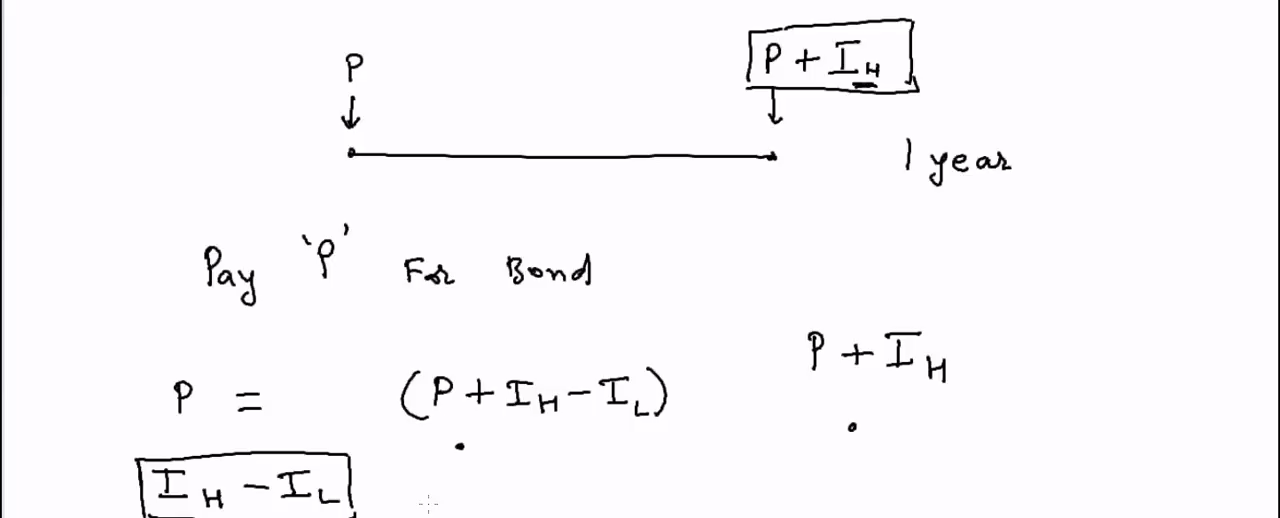 P
P + I_H
1 year
Pay 'P' For Bond
P + I_H
P = (P + I_H - I_L)
I_H - I_L